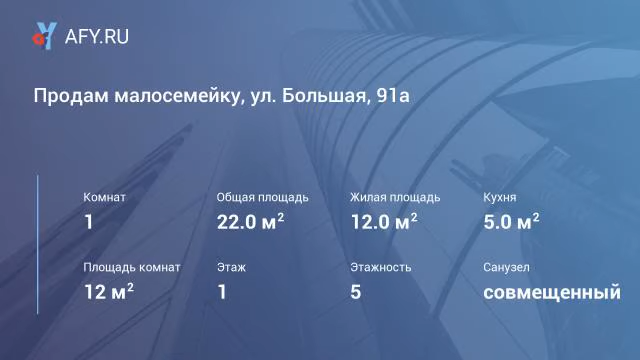 AFY.RU
Продам малосемейку, ул. Большая, 91а
Комнат
1
Общая площадь
22.0 м²
Жилая площадь
12.0 м²
Кухня
5.0 м²
Площадь комнат
12 м²
Этаж
1
Этажность
5
Санузел
совмещенный